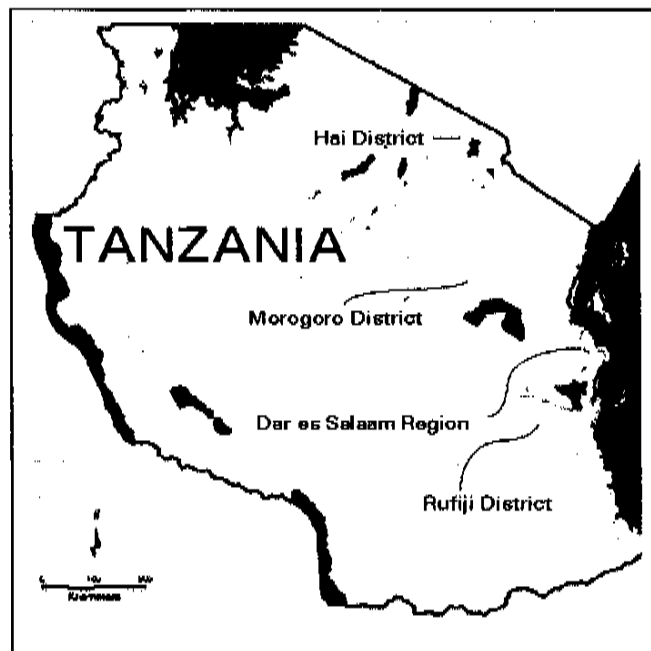 Hai District
TANZANIA
Morogoro District
Dar es Salaam Region
Rufiji District